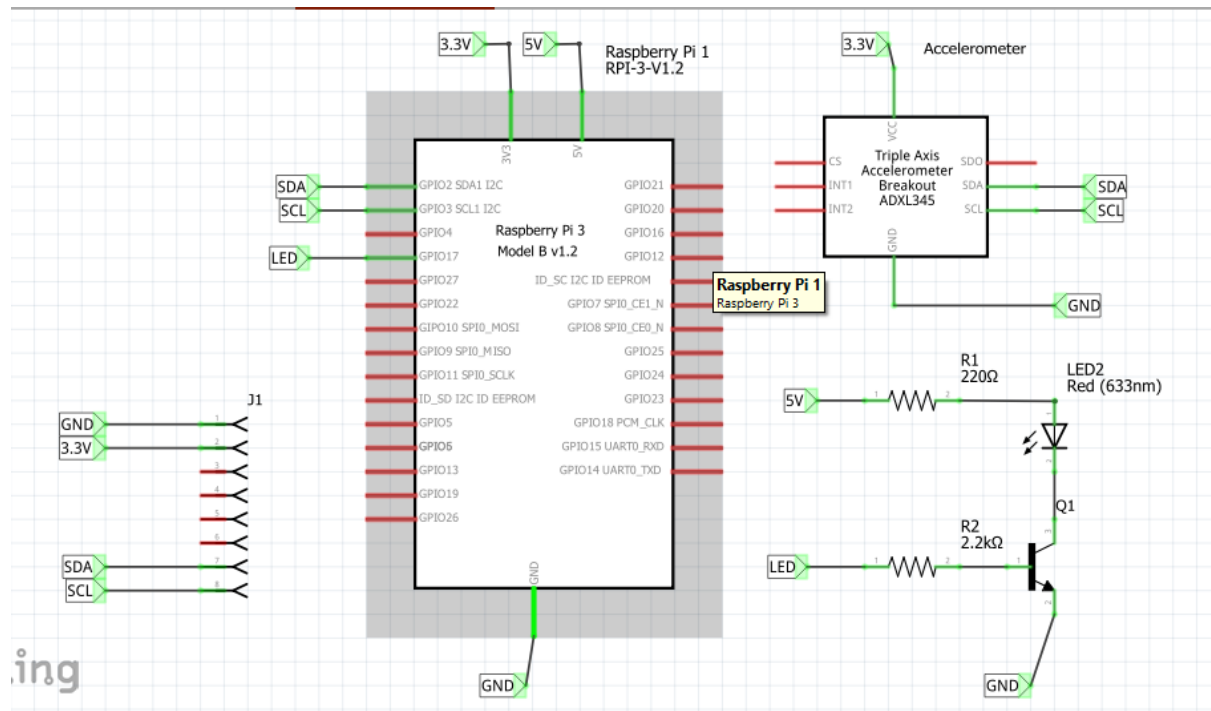 3.3V
5V
Raspberry Pi 1
RPI-3-V1.2
3V3
5V
SDA
SCL
LED
GPIO2 SDA1 I2C
GPIO3 SCL1 I2C
GPIO4
GPIO17
GPIO27
GPIO22
GIPO10 SPI0_MOSI
GPIO9 SPI0_MISO
GPIO11 SPI0_SCLK
ID_SD I2C ID EEPROM
GPIO5
GPIO6
GPIO13
GPIO19
GPIO26
Raspberry Pi 3
Model B v1.2
GPIO21
GPIO20
GPIO16
GPIO12
ID_SC I2C ID EEPROM
GPIO7 SPI0_CE1_N
GPIO8 SPI0_CE0_N
GPIO25
GPIO24
GPIO23
GPIO18 PCM_CLK
GPIO15 UART0_RXD
GPIO14 UART0_TXD
GND
GND
Raspberry Pi 1
Raspberry Pi 3
3.3V
Accelerometer
VCC
CS
INT1
INT2
Triple Axis
Accelerometer
Breakout
ADXL345
SDO
SDA
SCL
GND
SDA
SCL
GND
J1
GND
3.3V
SDA
SCL
1
2
3
4
5
6
7
8
R1
220Ω
5V
1
2
LED2
Red (633nm)
1
2
Q1
3
R2
2.2kΩ
LED
1
2
1
2
GND
ing